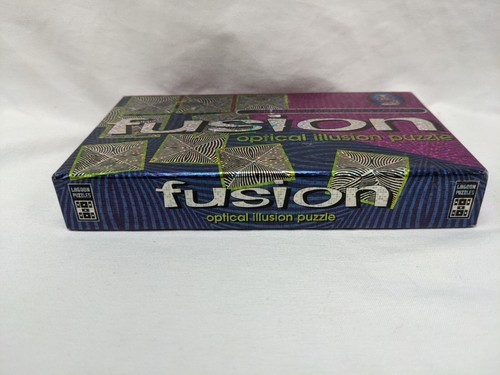 fusion
optical illusion puzzle
fusion
optical illusion puzzle
LAGOON
PUZZLES
LAGOON
PUZZLES